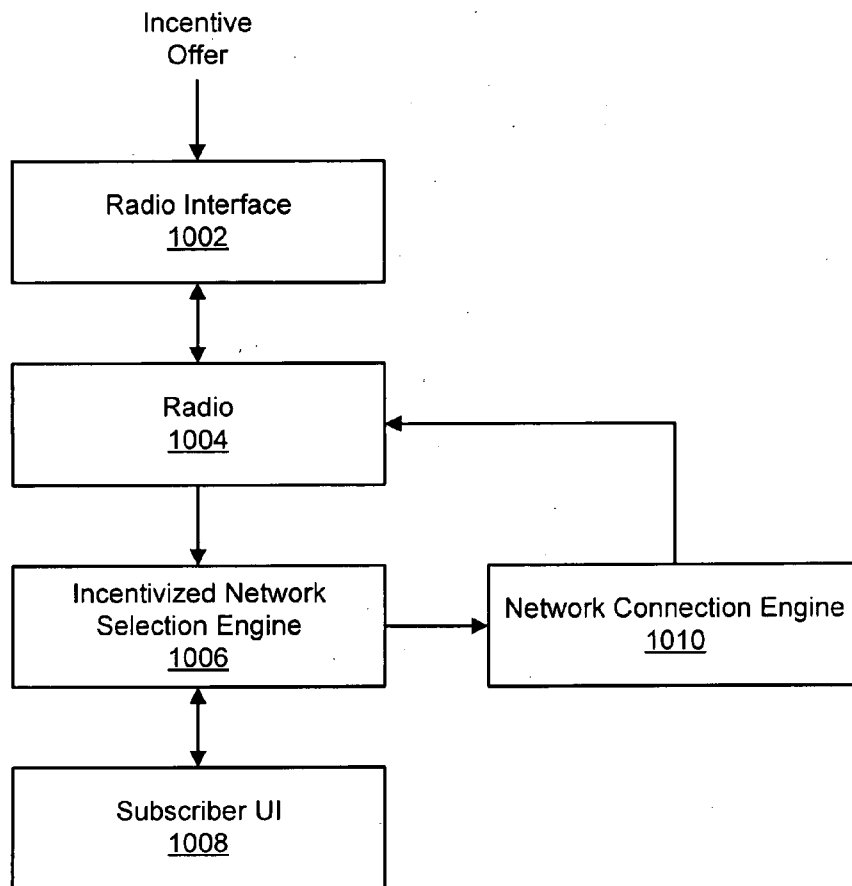 Incentive
Offer
Radio Interface
1002
Radio
1004
Incentivized Network
Selection Engine
1006
Network Connection Engine
1010
Subscriber UI
1008